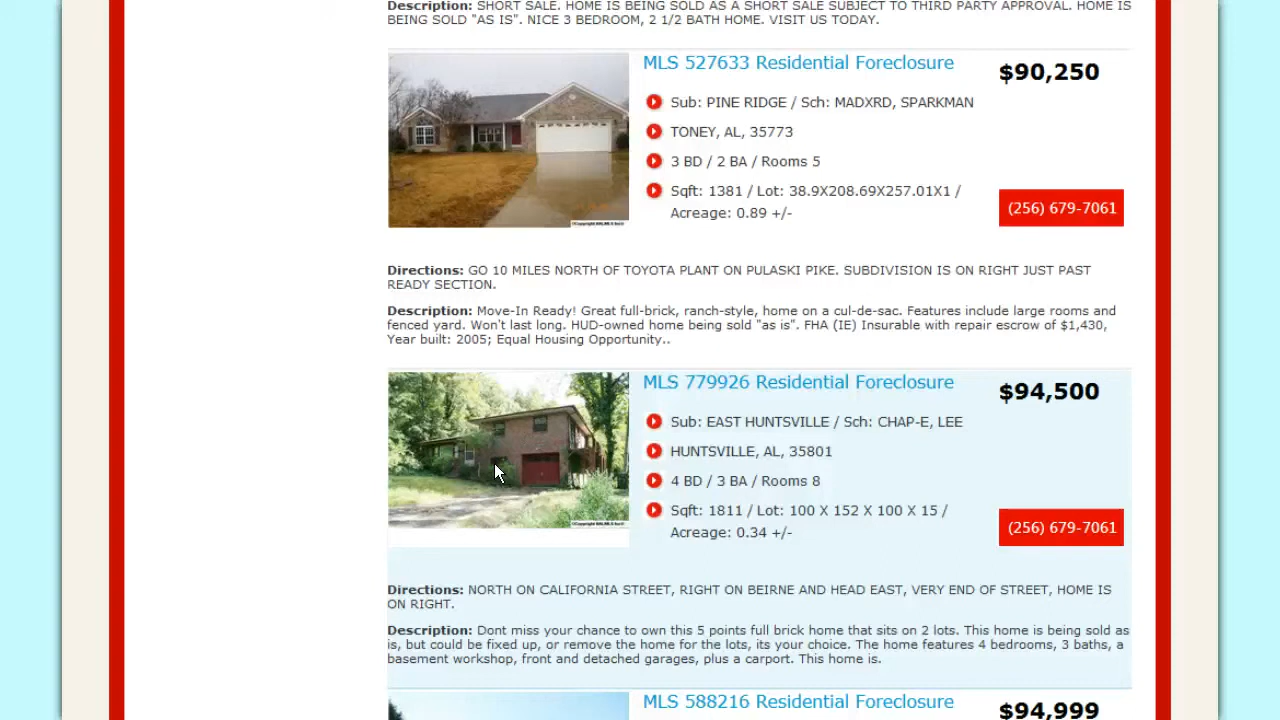 Description: SHORT SALE. HOME IS BEING SOLD AS A SHORT SALE SUBJECT TO THIRD PARTY APPROVAL. HOME IS
BEING SOLD "AS IS". NICE 3 BEDROOM, 2 1/2 BATH HOME. VISIT US TODAY.
MLS 527633 Residential Foreclosure
$90,250
Sub: PINE RIDGE / Sch: MADXRD, SPARKMAN
TONEY, AL, 35773
3 BD / 2 BA / Rooms 5
Sqft: 1381 / Lot: 38.9X208.69X257.01X1 /
Acreage: 0.89 +/-
(256) 679-7061
Directions: GO 10 MILES NORTH OF TOYOTA PLANT ON PULASKI PIKE. SUBDIVISION IS ON RIGHT JUST PAST
READY SECTION.
Description: Move-In Ready! Great full-brick, ranch-style, home on a cul-de-sac. Features include large rooms and
fenced yard. Won't last long. HUD-owned home being sold "as is". FHA (IE) Insurable with repair escrow of $1,430,
Year built: 2005; Equal Housing Opportunity..
MLS 779926 Residential Foreclosure
$94,500
Sub: EAST HUNTSVILLE / Sch: CHAP-E, LEE
HUNTSVILLE, AL, 35801
4 BD / 3 BA / Rooms 8
Sqft: 1811 / Lot: 100 X 152 X 100 X 15 /
Acreage: 0.34 +/-
(256) 679-7061
Directions: NORTH ON CALIFORNIA STREET, RIGHT ON BEIRNE AND HEAD EAST, VERY END OF STREET, HOME IS
ON RIGHT.
Description: Dont miss your chance to own this 5 points full brick home that sits on 2 lots. This home is being sold as
is, but could be fixed up, or remove the home for the lots, its your choice. The home features 4 bedrooms, 3 baths, a
basement workshop, front and detached garages, plus a carport. This home is.
MLS 588216 Residential Foreclosure
$94,999